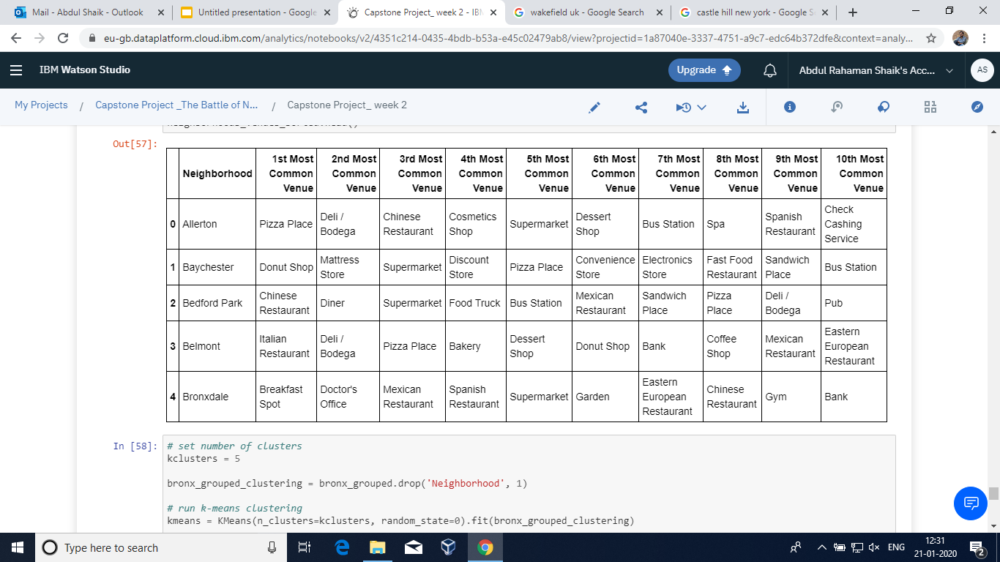 Mail - Abdul Shaik - Outlook
Untitled presentation - Google
Capstone Project_ week 2 - IBM
wakefield uk - Google Search
castle hill new york - Google S
eu-gb.dataplatform.cloud.ibm.com/analytics/notebooks/v2/4351c214-0435-4bdb-b53a-e45c02479ab8/view?projectid=1a87040e-3337-4751-a9c7-edc64b372dfe&context=analy...
IBM Watson Studio
Upgrade
Abdul Rahaman Shaik's Acc...
AS
My Projects / Capstone Project _The Battle of N... / Capstone Project_ week 2
Out[57]:
Neighborhood 1st Most Common Venue 2nd Most Common Venue 3rd Most Common Venue 4th Most Common Venue 5th Most Common Venue 6th Most Common Venue 7th Most Common Venue 8th Most Common Venue 9th Most Common Venue 10th Most Common Venue
0 Allerton Pizza Place Deli / Bodega Chinese Restaurant Cosmetics Shop Supermarket Dessert Shop Bus Station Spa Spanish Restaurant Check Cashing Service
1 Baychester Donut Shop Mattress Store Supermarket Discount Store Pizza Place Convenience Store Electronics Store Fast Food Restaurant Sandwich Place Bus Station
2 Bedford Park Chinese Restaurant Diner Supermarket Food Truck Bus Station Mexican Restaurant Sandwich Place Pizza Place Deli / Bodega Pub
3 Belmont Italian Restaurant Deli / Bodega Pizza Place Bakery Dessert Shop Donut Shop Bank Coffee Shop Mexican Restaurant Eastern European Restaurant
4 Bronxdale Breakfast Spot Doctor's Office Mexican Restaurant Spanish Restaurant Supermarket Garden Eastern European Restaurant Chinese Restaurant Gym Bank
In [58]:
# set number of clusters
kclusters = 5
bronx_grouped_clustering = bronx_grouped.drop('Neighborhood', 1)
# run k-means clustering
kmeans = KMeans(n_clusters=kclusters, random_state=0).fit(bronx_grouped_clustering)
Type here to search
ENG
12:31
21-01-2020
2